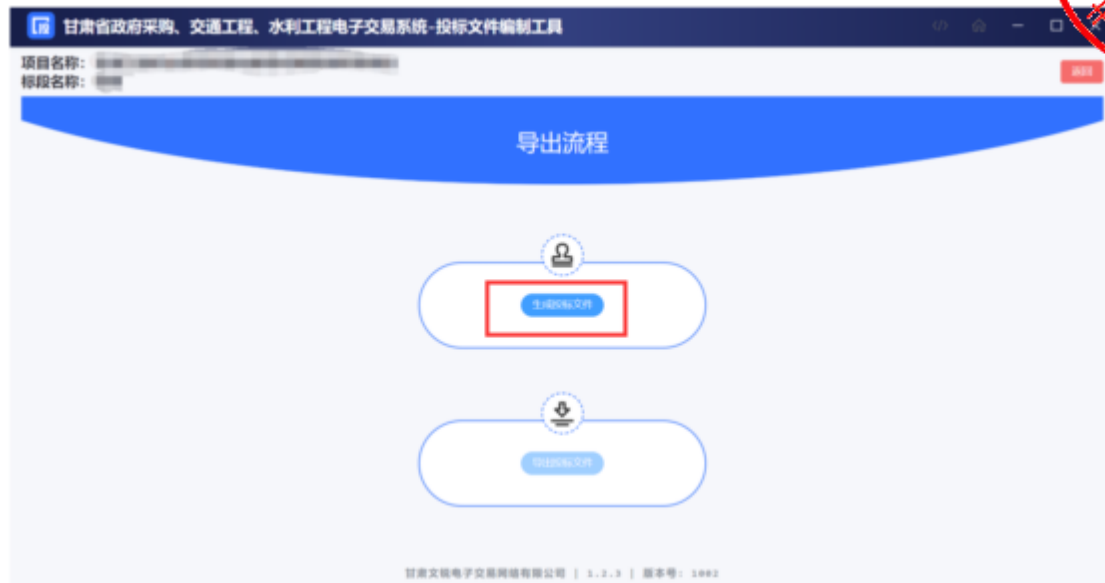 甘肃省政府采购、交通工程、水利工程电子交易系统-投标文件编制工具
项目名称：
标段名称：
返回
导出流程
生成投标文件
导出投标文件
甘肃文锐电子交易网络有限公司 | 1.2.3 | 版本号: 1002